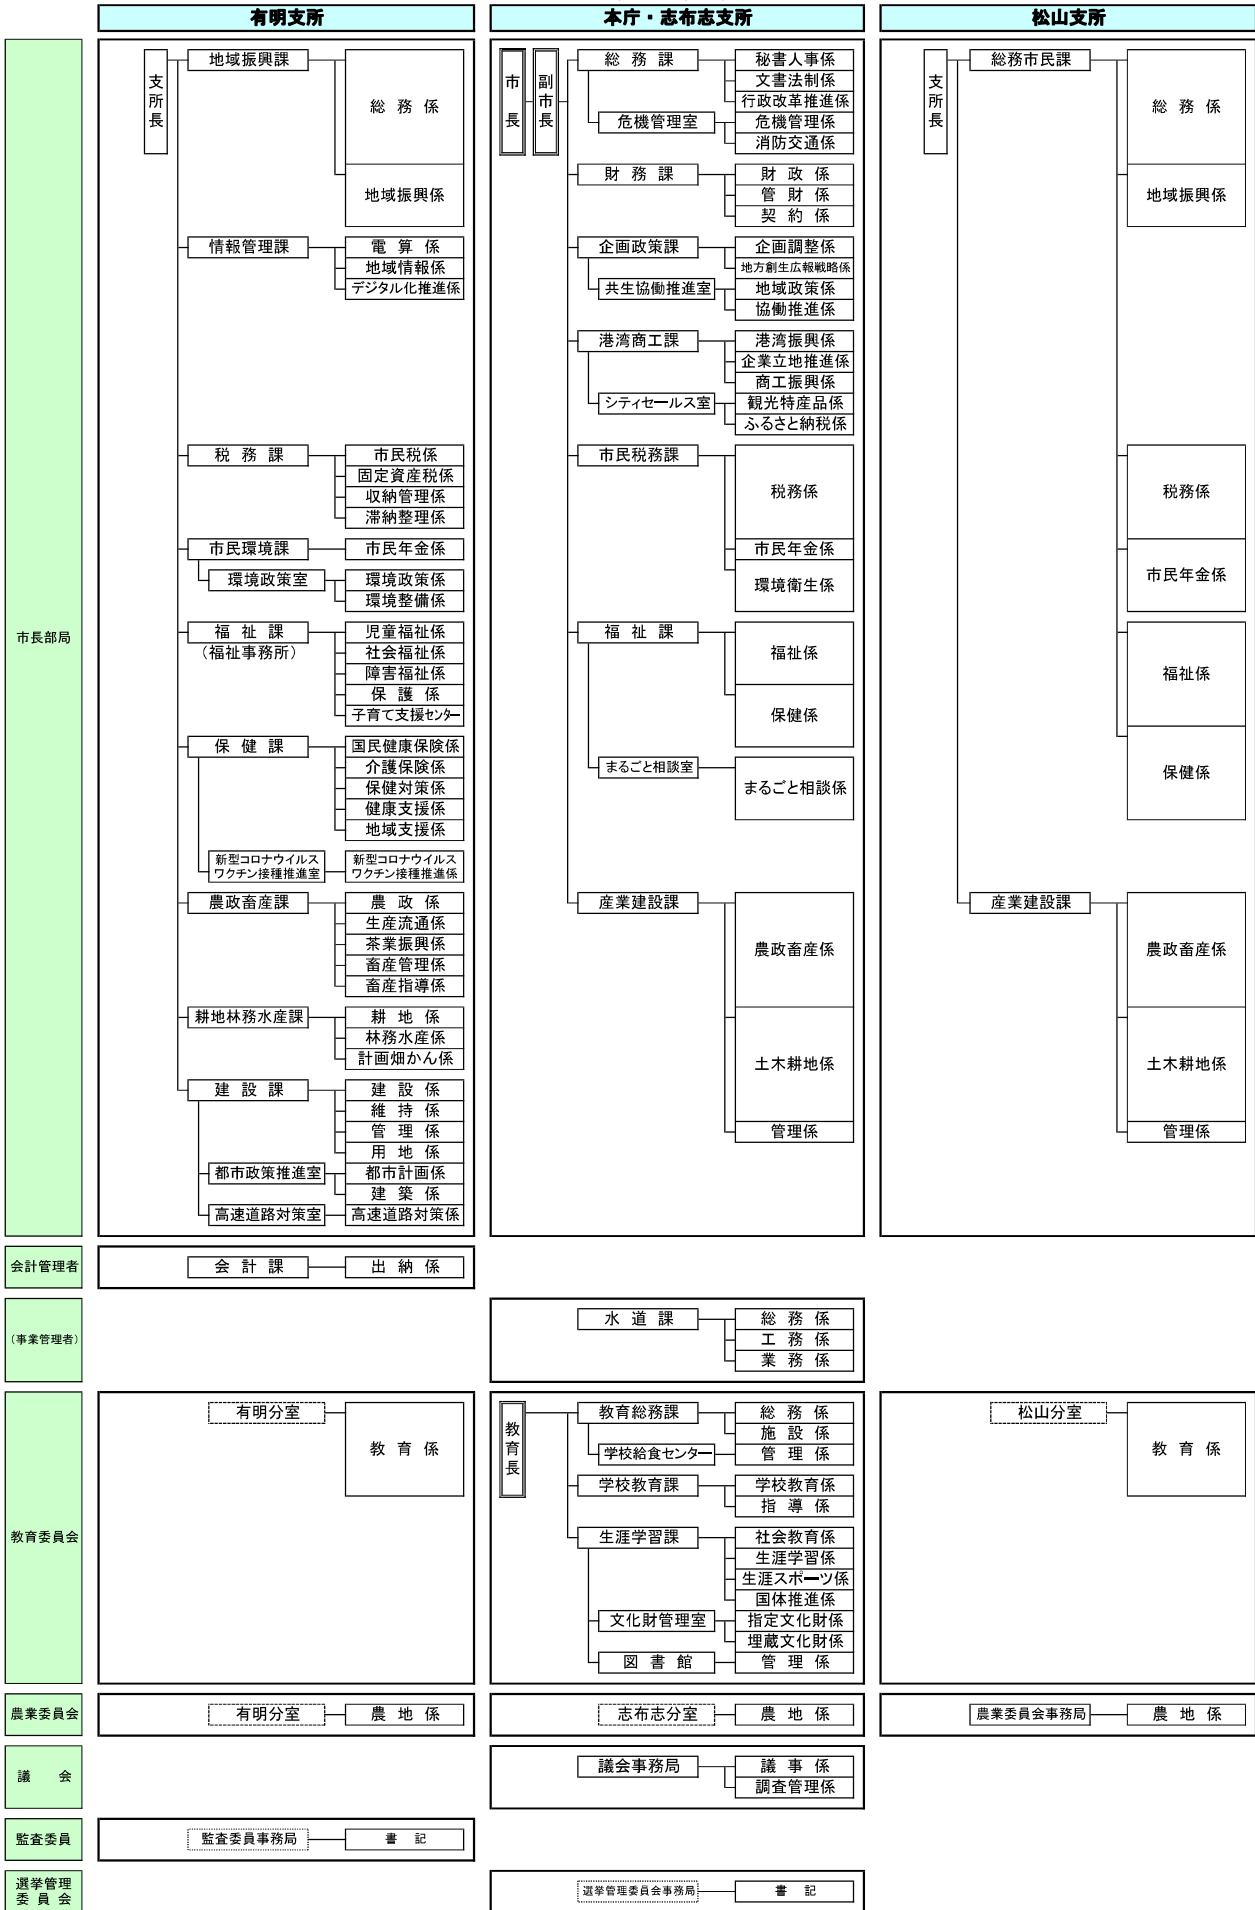 有明支所
本庁・志布志支所
松山支所
市長部局
支所長
地域振興課
総務係
地域振興係
情報管理課
電算係
地域情報係
デジタル化推進係
税務課
市民税係
固定資産税係
収納管理係
滞納整理係
市民環境課
市民年金係
環境政策室
環境政策係
環境整備係
福祉課
(福祉事務所)
児童福祉係
社会福祉係
障害福祉係
保護係
子育て支援センター
保健課
国民健康保険係
介護保険係
保健対策係
健康支援係
地域支援係
新型コロナウイルス
ワクチン接種推進室
新型コロナウイルス
ワクチン接種推進係
農政畜産課
農政係
生産流通係
茶業振興係
畜産管理係
畜産指導係
耕地林務水産課
耕地係
林務水産係
計画畑かん係
建設課
建設係
維持係
管理係
用地係
都市政策推進室
都市計画係
建築係
高速道路対策室
高速道路対策係
市長
副市長
総務課
秘書人事係
文書法制係
行政改革推進係
危機管理室
危機管理係
消防交通係
財務課
財政係
管財係
契約係
企画政策課
企画調整係
地方創生広報戦略係
共生協働推進室
地域政策係
協働推進係
港湾商工課
港湾振興係
企業立地推進係
商工振興係
シティセールス室
観光特産品係
ふるさと納税係
市民税務課
税務係
市民年金係
環境衛生係
福祉課
福祉係
保健係
まるごと相談室
まるごと相談係
産業建設課
農政畜産係
土木耕地係
管理係
支所長
総務市民課
総務係
地域振興係
税務係
市民年金係
福祉係
保健係
産業建設課
農政畜産係
土木耕地係
管理係
会計管理者
会計課
出納係
(事業管理者)
水道課
総務係
工務係
業務係
教育委員会
有明分室
教育係
教育長
教育総務課
総務係
施設係
学校給食センター
管理係
学校教育課
学校教育係
指導係
生涯学習課
社会教育係
生涯学習係
生涯スポーツ係
国体推進係
文化財管理室
指定文化財係
埋蔵文化財係
図書館
管理係
松山分室
教育係
農業委員会
有明分室
農地係
志布志分室
農地係
農業委員会事務局
農地係
議会
議会事務局
議事係
調査管理係
監査委員
監査委員事務局
書記
選挙管理
委員会
選挙管理委員会事務局
書記